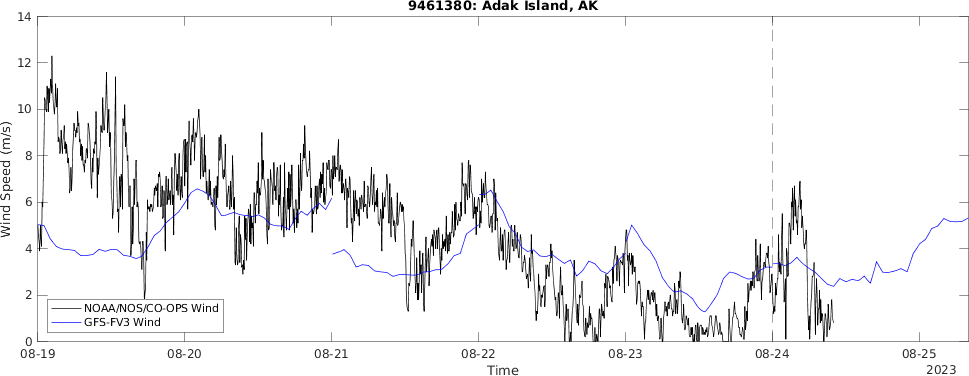 9461380: Adak Island, AK
14
12
10
8
6
4
2
0
Wind Speed (m/s)
NOAA/NOS/CO-OPS Wind
GFS-FV3 Wind
08-19 08-20 08-21 08-22 08-23 08-24 08-25
Time
2023